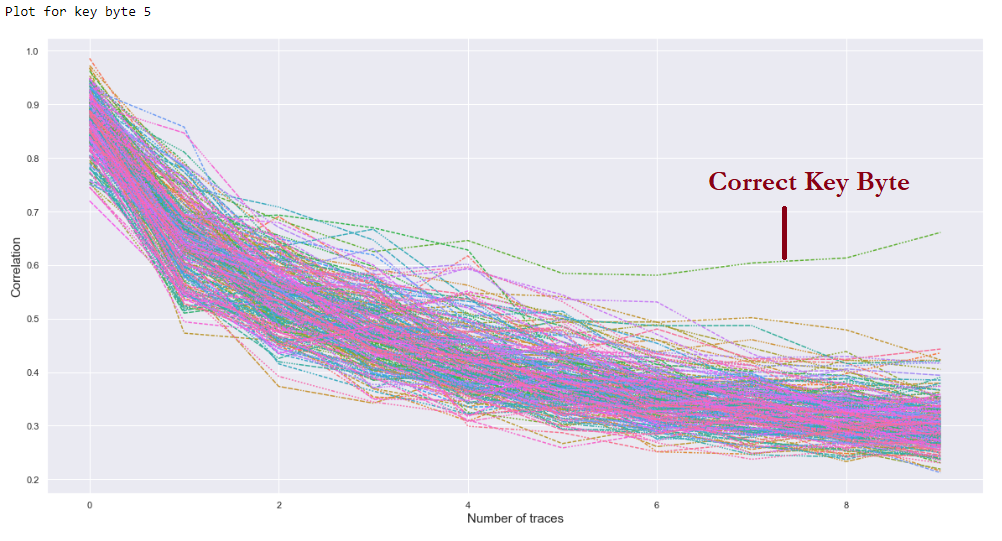 Plot for key byte 5
1.0
0.9
0.8
0.7
0.6
0.5
0.4
0.3
0.2
Correlation
Correct Key Byte
0 2 4 6 8
Number of traces